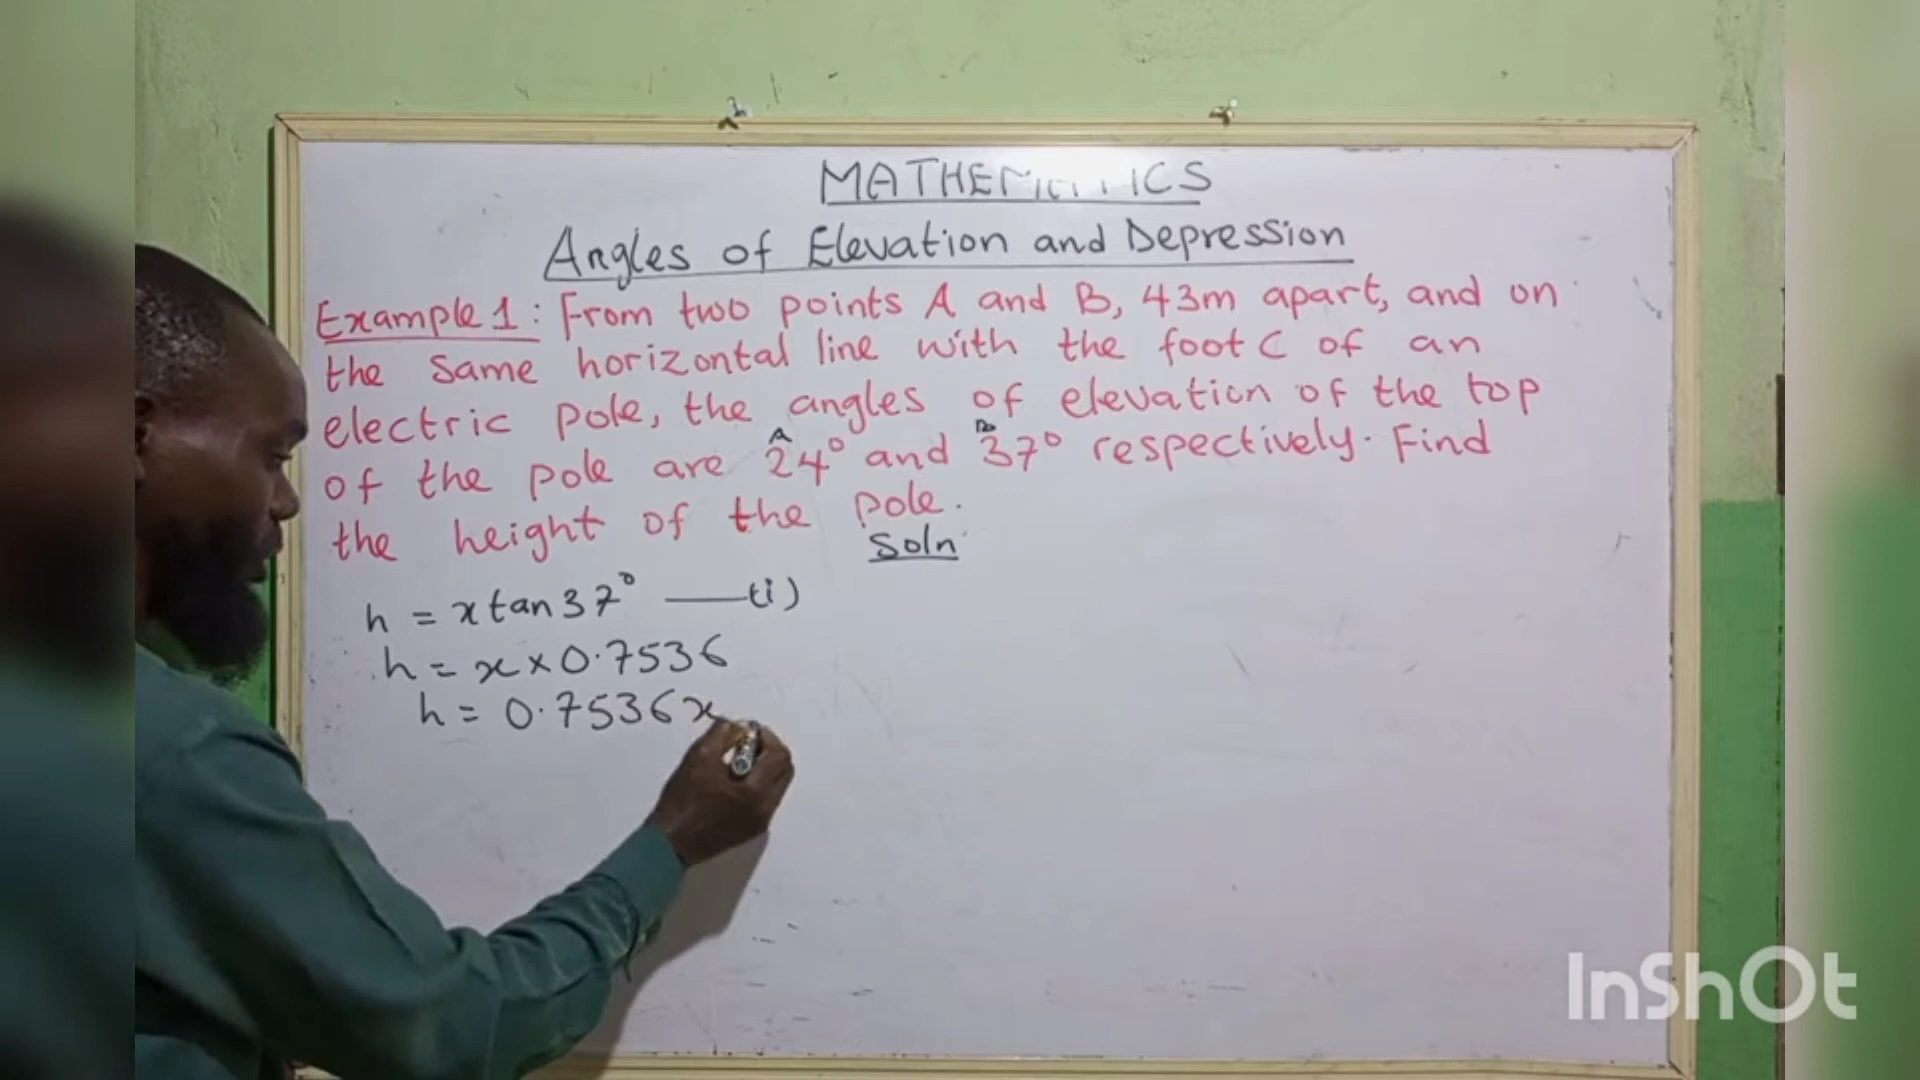 MATHEMATICS
Angles of Elevation and Depression
Example 1: From two points A and B, 43m apart, and on
the same horizontal line with the foot C of an
electric pole, the angles of elevation of the top
A B
of the pole are 24° and 37° respectively. Find
the height of the pole.
Soln
h = x tan 37° —— (i)
h = x × 0.7536
h = 0.7536x
InShOt